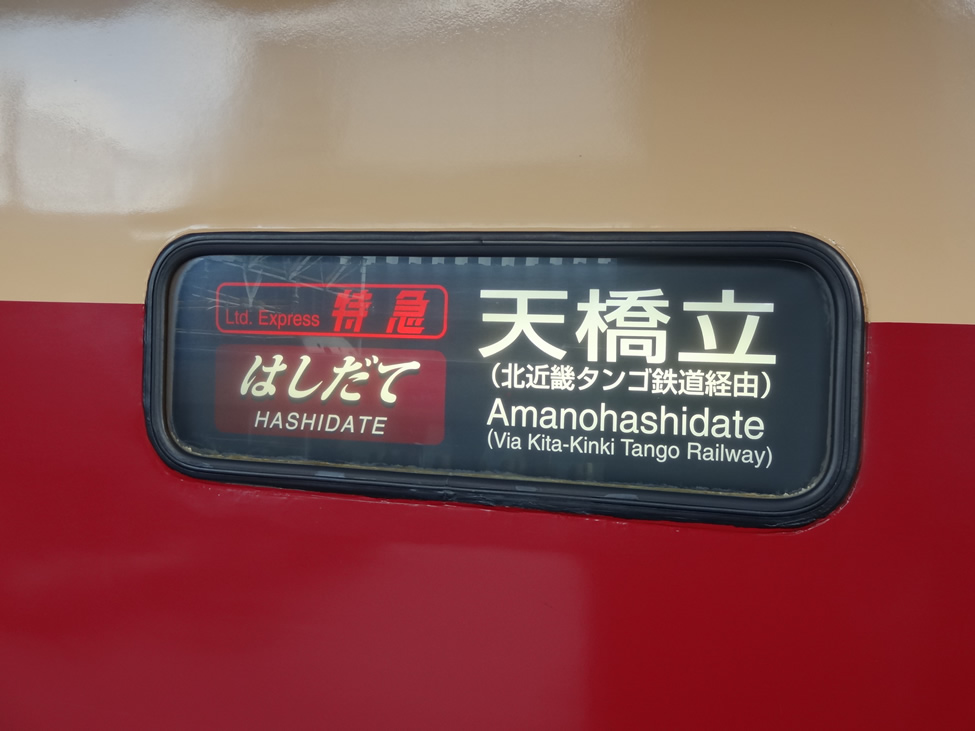 Ltd. Express 特急
はしだて
HASHIDATE
天橋立
(北近畿タンゴ鉄道経由)
Amanohashidate
(Via Kita-Kinki Tango Railway)